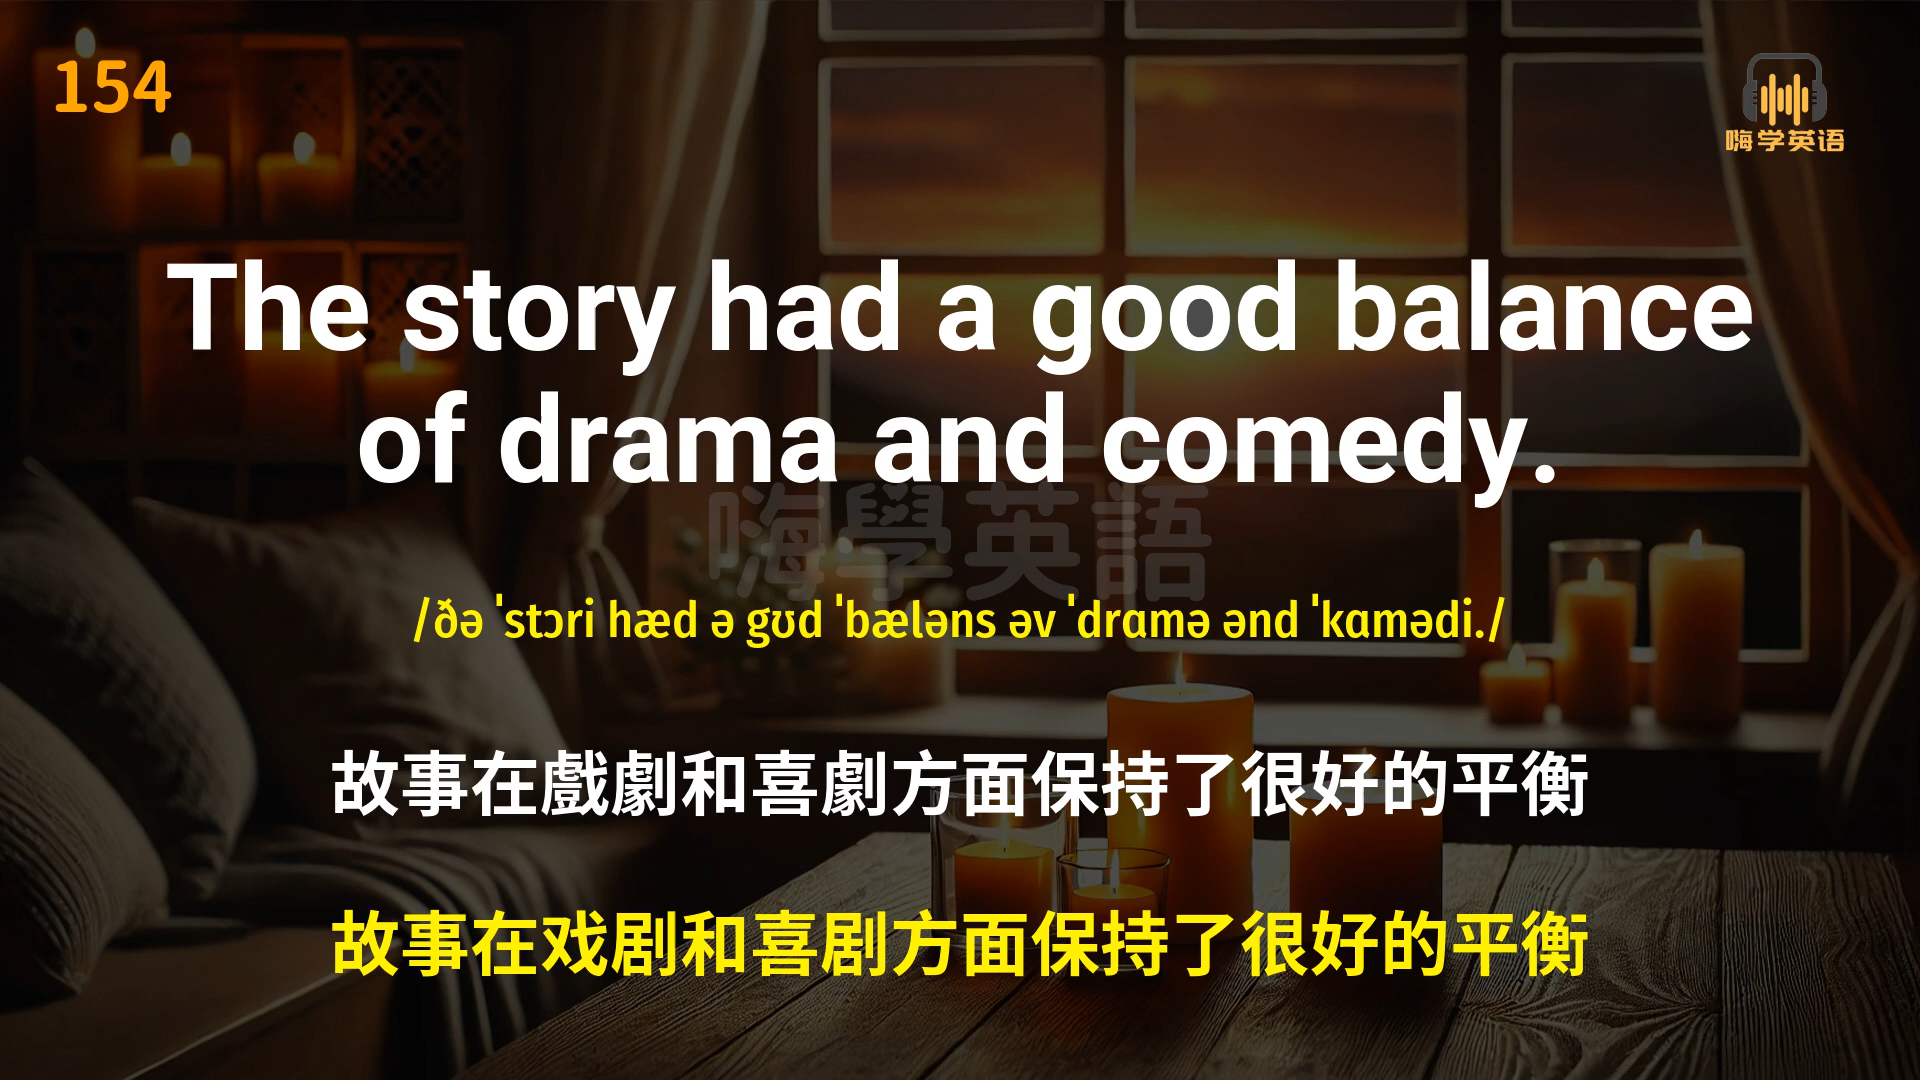 154
嗨学英语
The story had a good balance
of drama and comedy.
嗨學英語
/ðə ˈstɔri hæd ə gʊd ˈbæləns əv ˈdrɑmə ənd ˈkɑmədi./
故事在戲劇和喜劇方面保持了很好的平衡
故事在戏剧和喜剧方面保持了很好的平衡